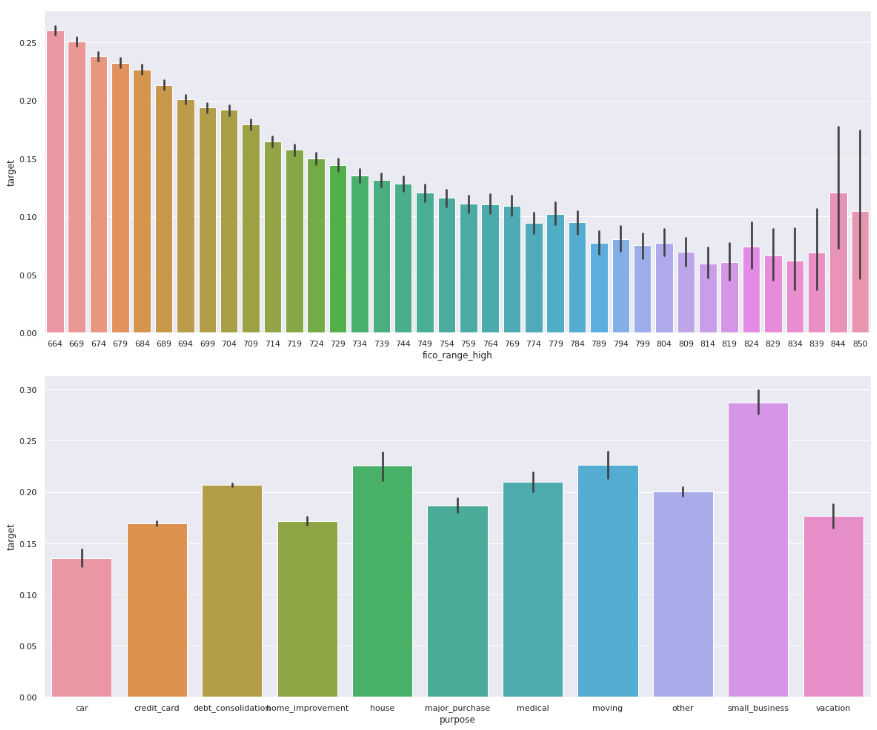 0.25
0.20
0.15
0.10
0.05
0.00
target
664 669 674 679 684 689 694 699 704 709 714 719 724 729 734 739 744 749 754 759 764 769 774 779 784 789 794 799 804 809 814 819 824 829 834 839 844 850
fico_range_high
0.30
0.25
0.20
0.15
0.10
0.05
0.00
target
car credit_card debt_consolidation home_improvement house major_purchase medical moving other small_business vacation
purpose